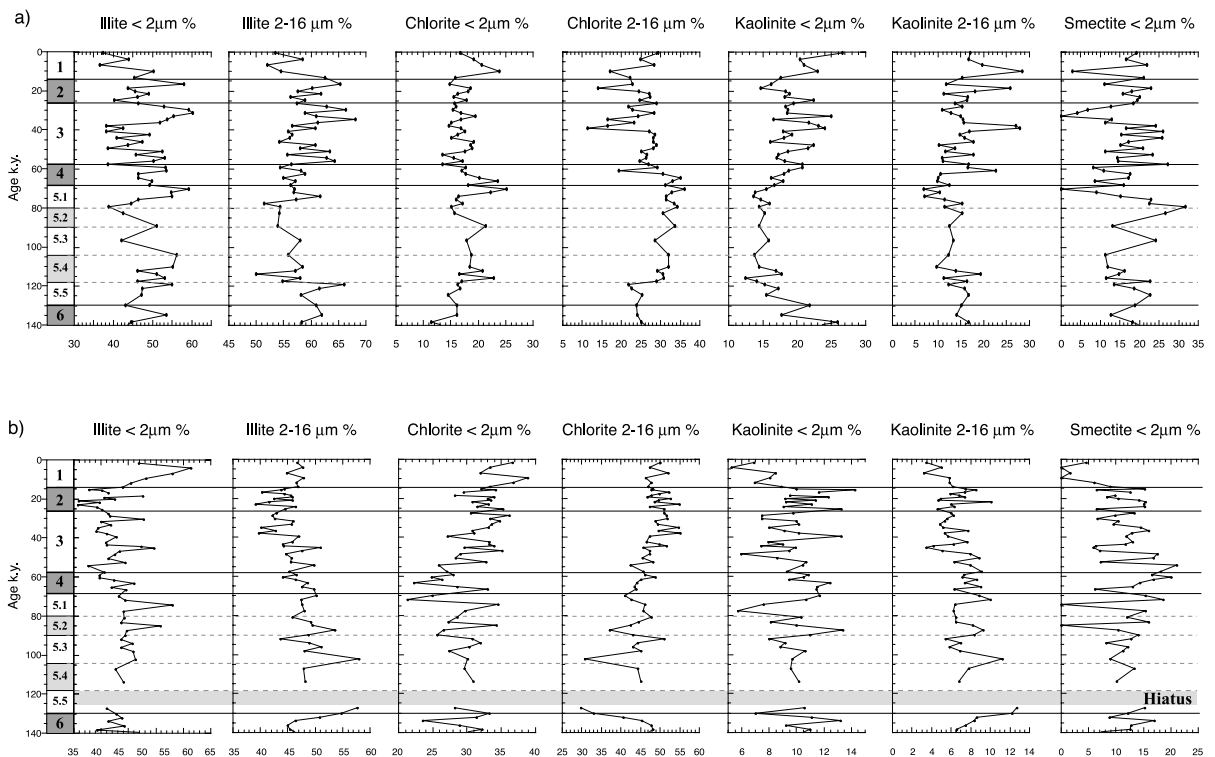 a)
Illite < 2μm %
Illite 2-16 μm %
Chlorite < 2μm %
Chlorite 2-16 μm %
Kaolinite < 2μm %
Kaolinite 2-16 μm %
Smectite < 2μm %
Age k.y.
0
20
40
60
80
100
120
140
1
2
3
4
5.1
5.2
5.3
5.4
5.5
6
30 40 50 60
45 50 55 60 65 70
5 10 15 20 25 30
5 10 15 20 25 30 35 40
10 15 20 25 30
0 5 10 15 20 25 30
0 5 10 15 20 25 30 35
b)
Illite < 2μm %
Illite 2-16 μm %
Chlorite < 2μm %
Chlorite 2-16 μm %
Kaolinite < 2μm %
Kaolinite 2-16 μm %
Smectite < 2μm %
Age k.y.
0
20
40
60
80
100
120
140
1
2
3
4
5.1
5.2
5.3
5.4
5.5
6
Hiatus
35 40 45 50 55 60 65
30 40 50 60
20 25 30 35 40
25 30 35 40 45 50 55 60
6 8 10 12 14
0 2 4 6 8 10 12 14
0 5 10 15 20 25